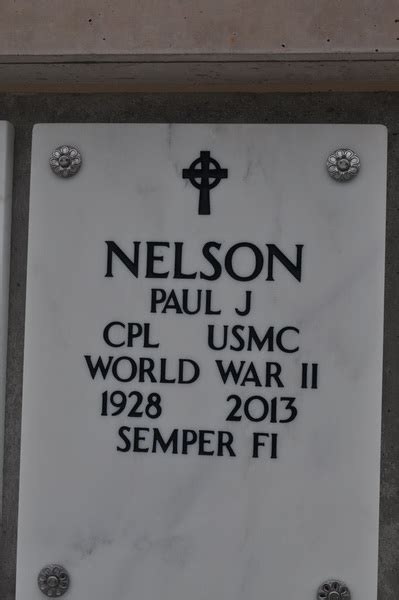 NELSON
PAUL J
CPL USMC
WORLD WAR II
1928 2013
SEMPER FI